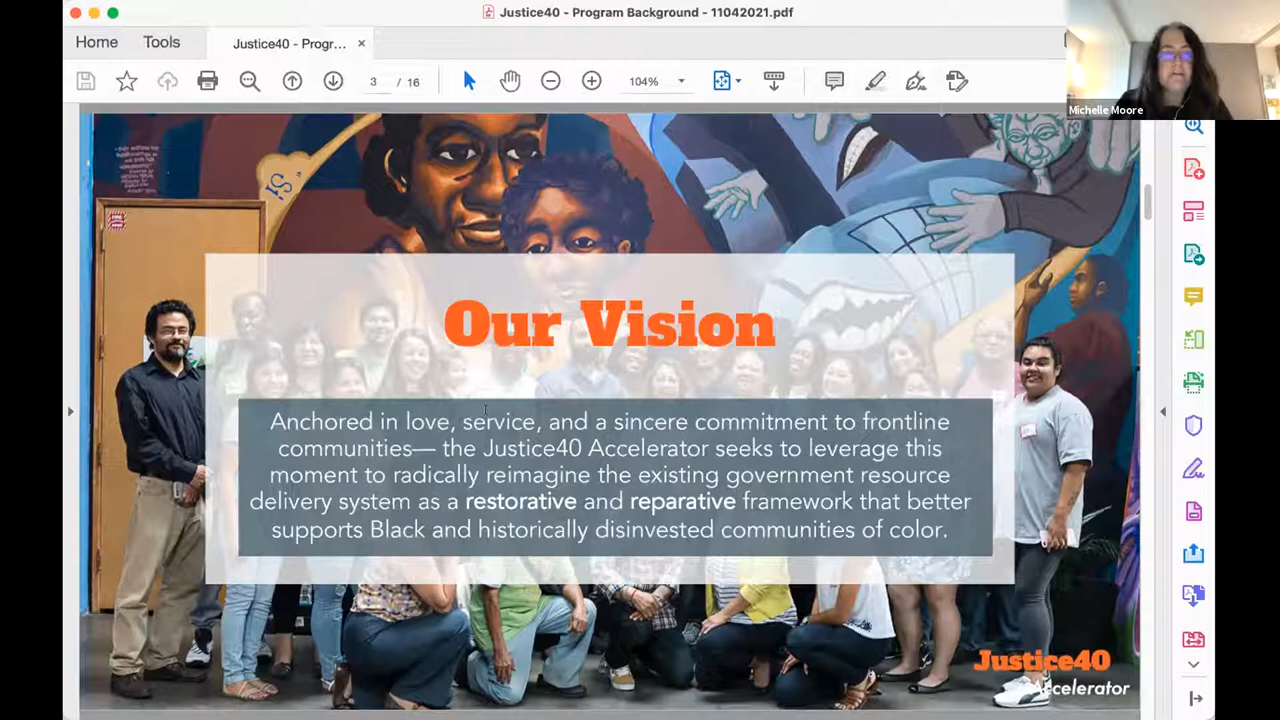 Justice40 - Program Background - 11042021.pdf
Home
Tools
Justice40 - Progr...
3 / 16
104%
Michelle Moore
Our Vision
Anchored in love, service, and a sincere commitment to frontline
communities— the Justice40 Accelerator seeks to leverage this
moment to radically reimagine the existing government resource
delivery system as a restorative and reparative framework that better
supports Black and historically disinvested communities of color.
Justice40
Accelerator